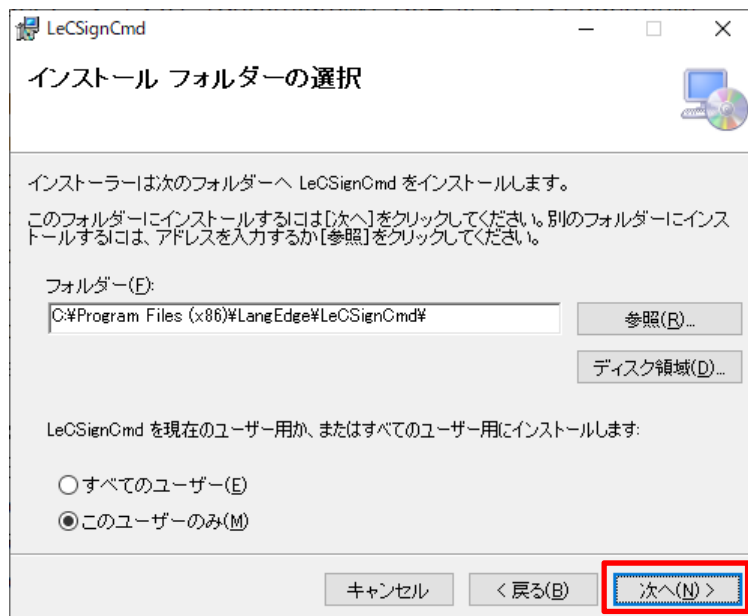 LeCSignCmd
インストール フォルダーの選択
インストーラーは次のフォルダーへ LeCSignCmd をインストールします。
このフォルダーにインストールするには[次へ]をクリックしてください。別のフォルダーにインス
トールするには、アドレスを入力するか[参照]をクリックしてください。
フォルダー(F):
C:¥Program Files (x86)¥LangEdge¥LeCSignCmd¥
参照(R)...
ディスク領域(D)...
LeCSignCmd を現在のユーザー用か、またはすべてのユーザー用にインストールします:
すべてのユーザー(E)
このユーザーのみ(M)
キャンセル
< 戻る(B)
次へ(N) >